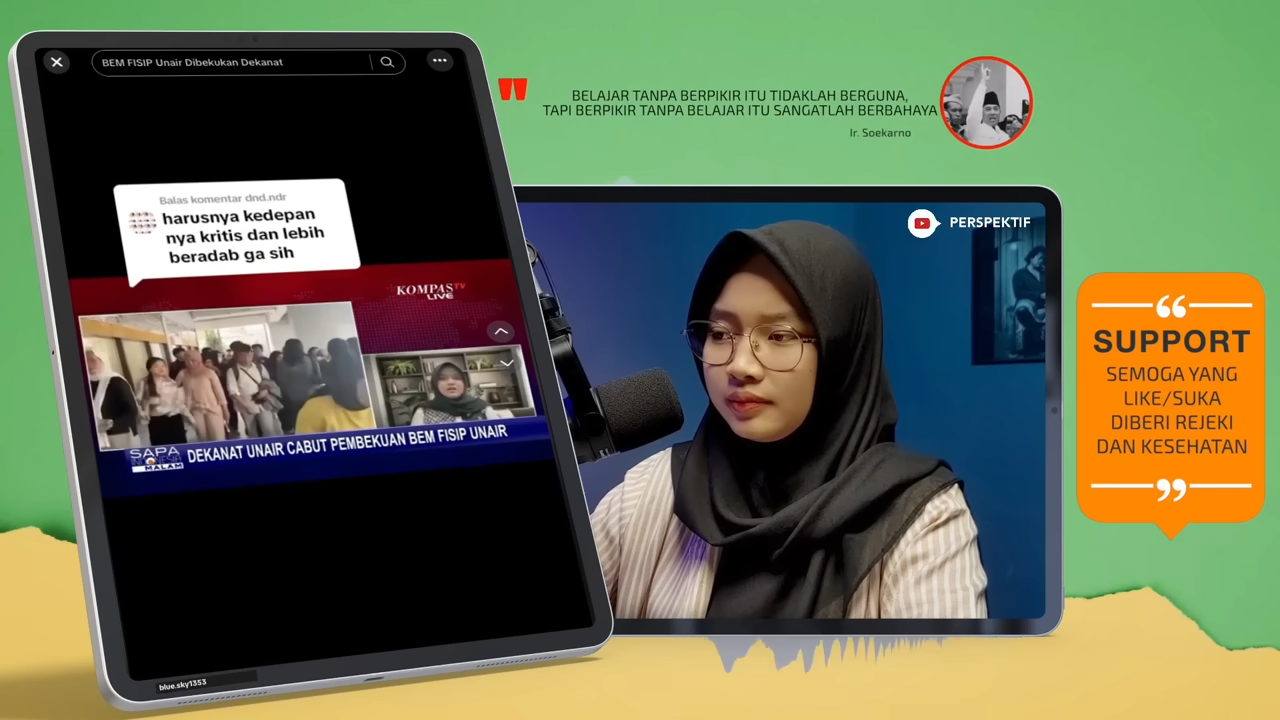 BEM FISIP Unair Dibekukan Dekanat
Balas komentar dnd.ndr
harusnya kedepan
nya kritis dan lebih
beradab ga sih
KOMPAS TV
LIVE
SAPA
INDONESIA
MALAM
DEKANAT UNAIR CABUT PEMBEKUAN BEM FISIP UNAIR
blue.sky1353
BELAJAR TANPA BERPIKIR ITU TIDAKLAH BERGUNA,
TAPI BERPIKIR TANPA BELAJAR ITU SANGATLAH BERBAHAYA
Ir. Soekarno
PERSPEKTIF
SUPPORT
SEMOGA YANG
LIKE/SUKA
DIBERI REJEKI
DAN KESEHATAN